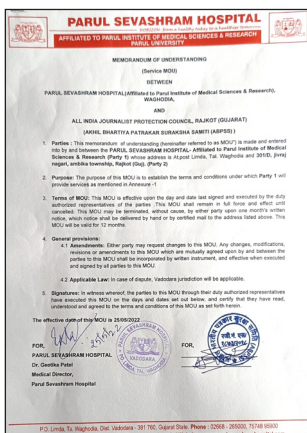 PARUL SEVASHRAM HOSPITAL
AFFILIATED TO PARUL INSTITUTE OF MEDICAL SCIENCES & RESEARCH
PARUL UNIVERSITY
MEMORANDUM OF UNDERSTANDING
(Service MOU)
BETWEEN
PARUL SEVASHRAM HOSPITAL(Affiliated to Parul Institute of Medical Sciences & Research),
WAGHODIA,
AND
ALL INDIA JOURNALIST PROTECTION COUNCIL, RAJKOT (GUJARAT)
(AKHIL BHARTIYA PATRAKAR SURAKSHA SAMITI (ABPSS) )
1. Parties : This memorandum of understanding (hereinafter referred to as MOU") is made and entered
into by and between the PARUL SEVASHRAM HOSPITAL- Affiliated to Parul Institute of Medical
Sciences & Research (Party 1) whose address is At.post Limda, Tal. Waghodia and 301/D, jivraj
nagari, ambika township, Rajkot (Guj). (Party 2)
2. Purpose: The purpose of this MOU is to establish the terms and conditions under which Party 1 will
provide services as mentioned in Annexure -1
3. Terms of MOU: This MOU is effective upon the day and date last signed and executed by the duly
authorized representatives of the parties .This MOU shall remain in full force and effect until
cancelled. This MOU may be terminated, without cause, by either party upon one month's written
notice, which notice shall be delivered by hand or by certified mail to the address listed above. This
MOU will be valid for 12 months.
4. General provisions:
4.1 Amendments: Either party may request changes to this MOU. Any changes, modifications,
revisions or amendments to this MOU which are mutually agreed upon by and between the
parties to this MOU shall be incorporated by written instrument, and effective when executed
and signed by all parties to this MOU.
4.2 Applicable Law: In case of dispute, Vadodara jurisdiction will be applicable.
5. Signatures: In witness whereof, the parties to this MOU through their duly authorized representatives
have executed this MOU on the days and dates set out below, and certify that they have read,
understood and agreed to the terms and conditions of this MOU as set forth herein.
The effective date of this MOU is 25/05/2022
FOR, FOR,
PARUL SEVASHRAM HOSPITAL
Dr. Geetika Patel
Medical Director,
Parul Sevashram Hospital
VADODARA
P.O. Limda, Ta. Waghodia, Dist. Vadodara - 391 760, Gujarat State. Phone : 02668 - 265000, 75748 95900